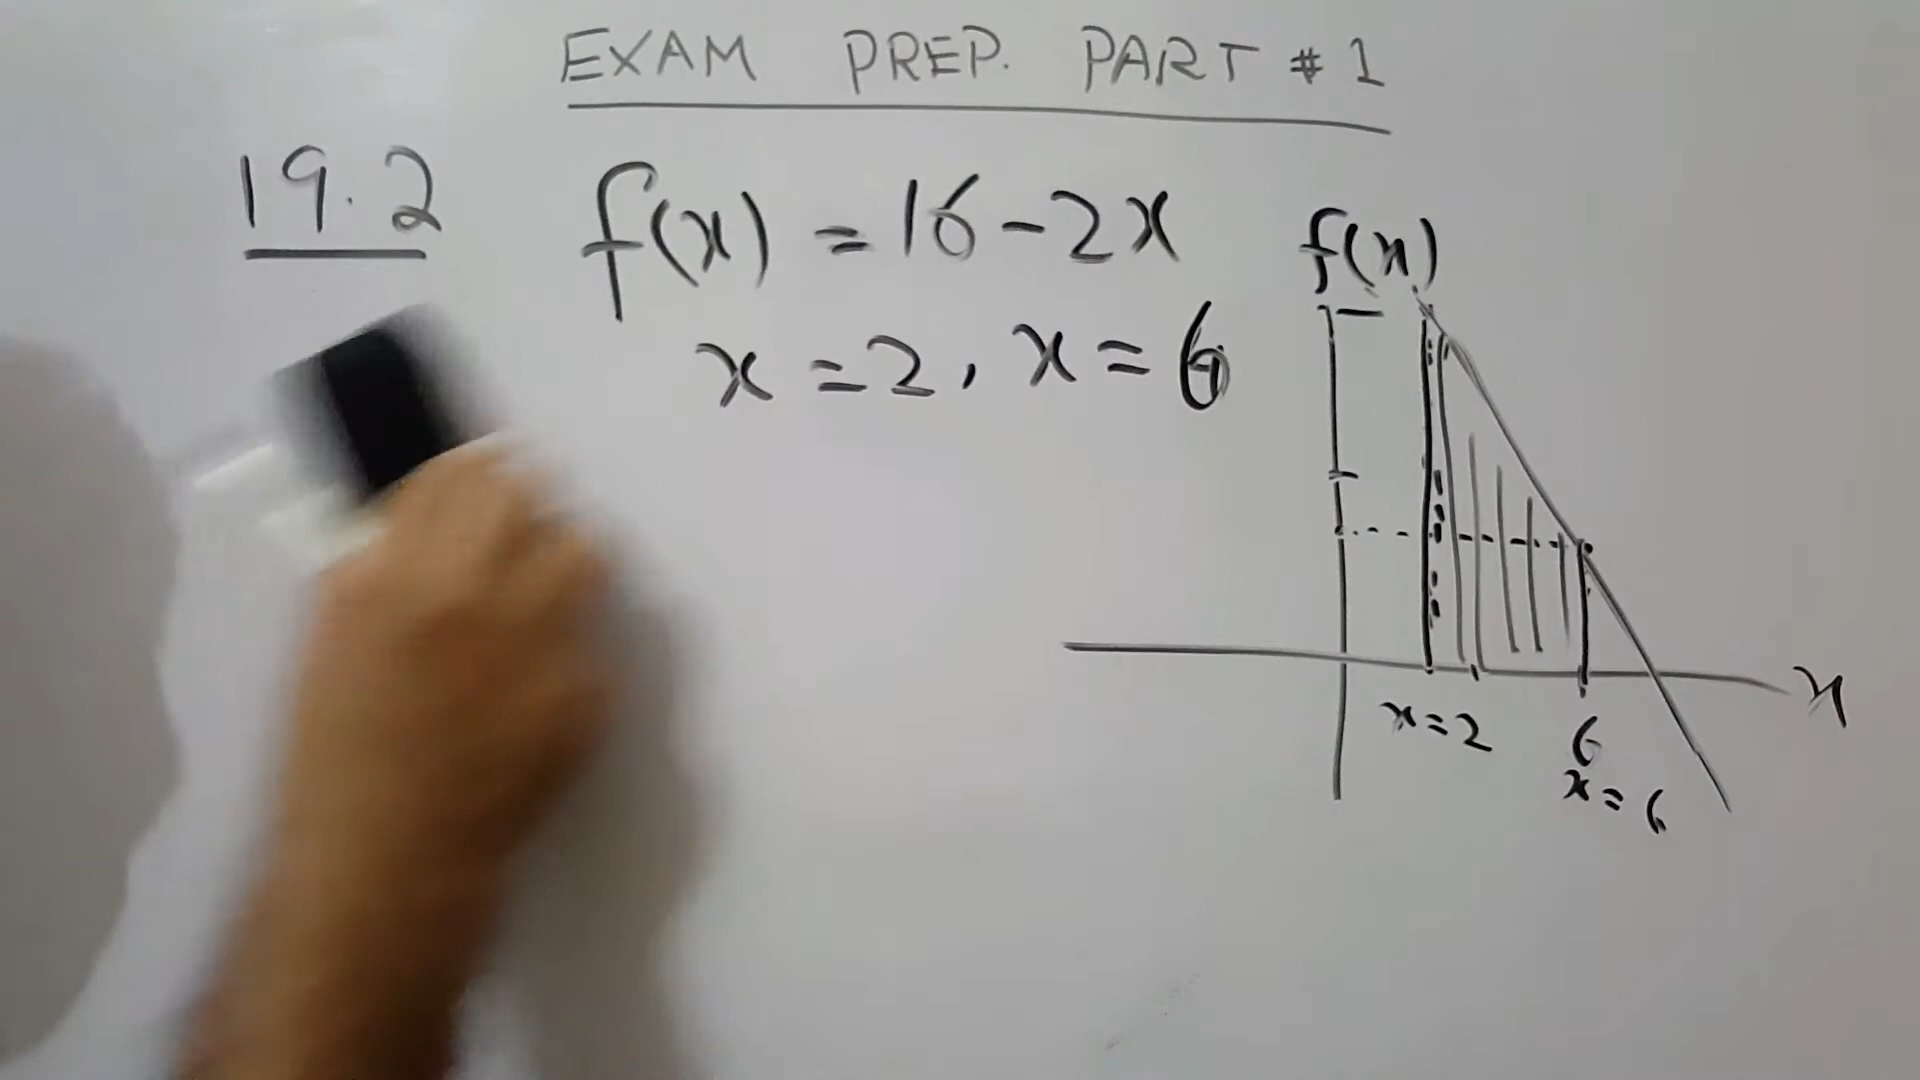 EXAM PREP. PART # 1
19.2
f(x) = 16 - 2x
x = 2, x = 6
f(x)
x
x = 2
6
x = 6